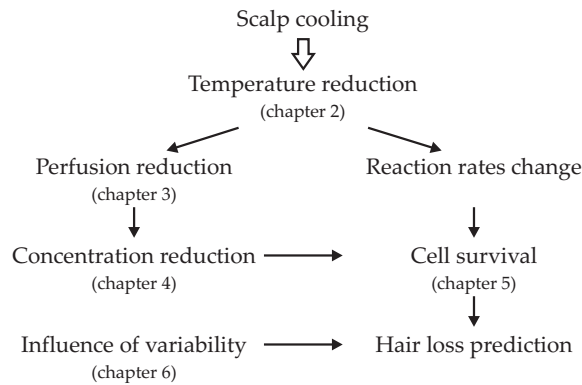 Scalp cooling
Temperature reduction
(chapter 2)
Perfusion reduction
(chapter 3)
Reaction rates change
Concentration reduction
(chapter 4)
Cell survival
(chapter 5)
Influence of variability
(chapter 6)
Hair loss prediction